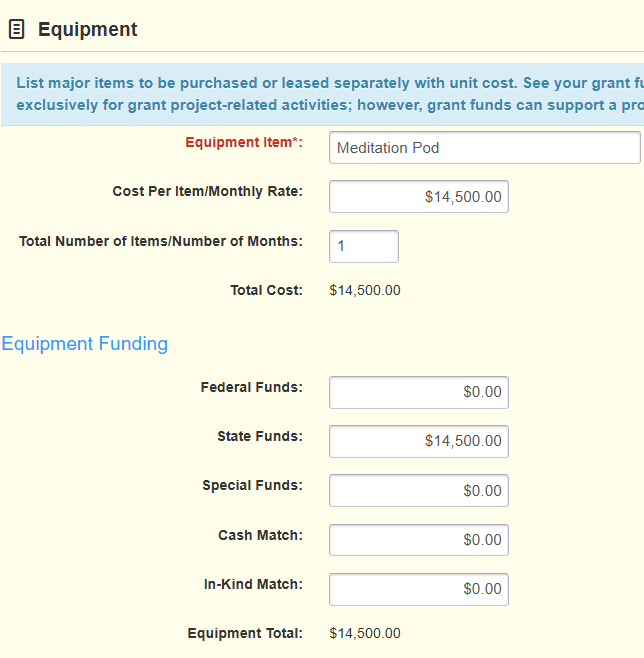 Equipment
List major items to be purchased or leased separately with unit cost. See your grant
exclusively for grant project-related activities; however, grant funds can support a
Equipment Item*: Meditation Pod
Cost Per Item/Monthly Rate: $14,500.00
Total Number of Items/Number of Months: 1
Total Cost: $14,500.00
Equipment Funding
Federal Funds: $0.00
State Funds: $14,500.00
Special Funds: $0.00
Cash Match: $0.00
In-Kind Match: $0.00
Equipment Total: $14,500.00